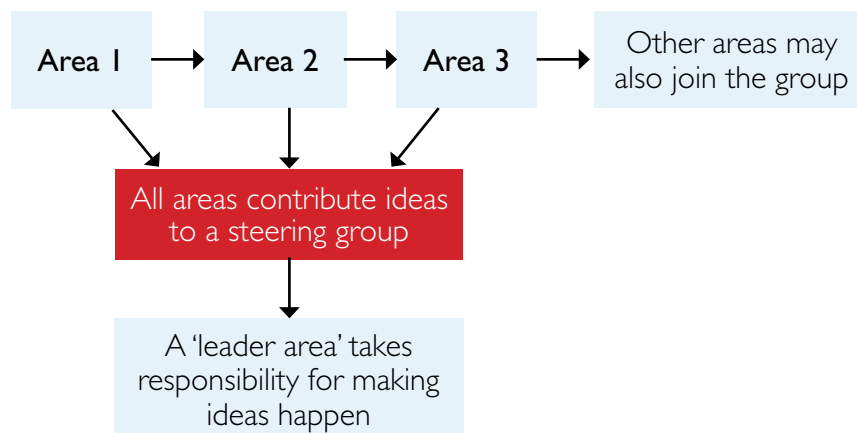 Area 1
Area 2
Area 3
Other areas may
also join the group
All areas contribute ideas
to a steering group
A ‘leader area’ takes
responsibility for making
ideas happen